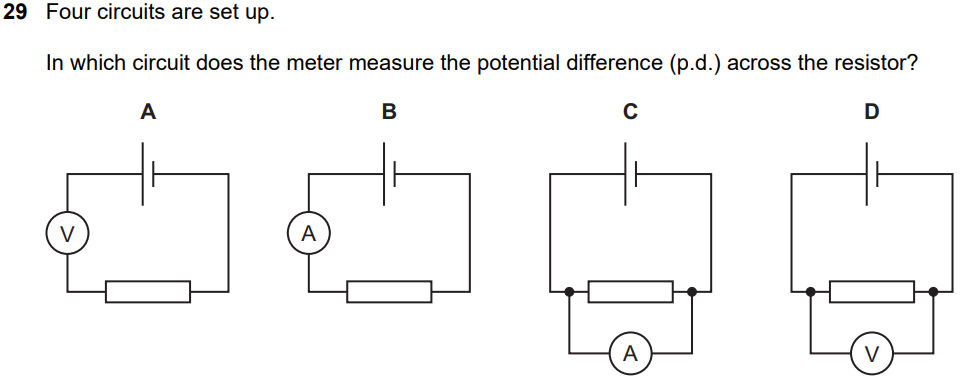 29 Four circuits are set up.
In which circuit does the meter measure the potential difference (p.d.) across the resistor?
A B C D
V A
A V